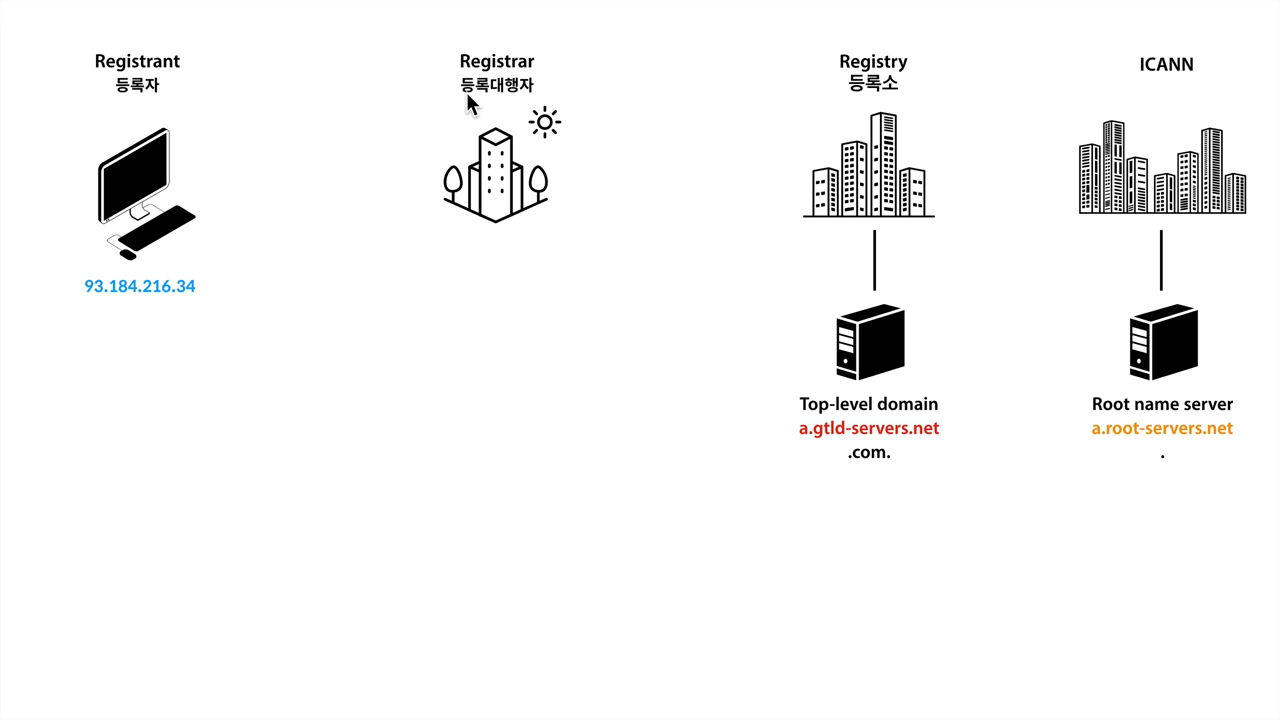 Registrant
등록자
93.184.216.34
Registrar
등록대행자
Registry
등록소
Top-level domain
a.gtld-servers.net
.com.
ICANN
Root name server
a.root-servers.net
.